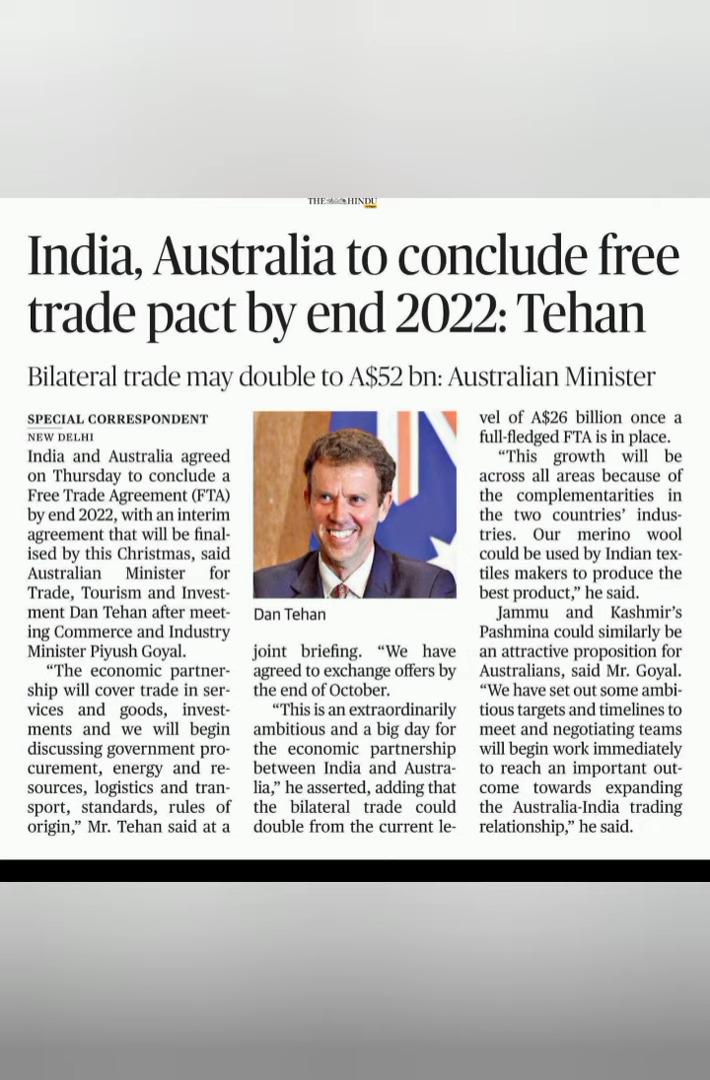 THE HINDU
India, Australia to conclude free
trade pact by end 2022: Tehan
Bilateral trade may double to A$52 bn: Australian Minister
SPECIAL CORRESPONDENT
NEW DELHI
India and Australia agreed
on Thursday to conclude a
Free Trade Agreement (FTA)
by end 2022, with an interim
agreement that will be final-
ised by this Christmas, said
Australian Minister for
Trade, Tourism and Invest-
ment Dan Tehan after meet-
ing Commerce and Industry
Minister Piyush Goyal.
“The economic partner-
ship will cover trade in ser-
vices and goods, invest-
ments and we will begin
discussing government pro-
curement, energy and re-
sources, logistics and tran-
sport, standards, rules of
origin,” Mr. Tehan said at a
Dan Tehan
joint briefing. “We have
agreed to exchange offers by
the end of October.
“This is an extraordinarily
ambitious and a big day for
the economic partnership
between India and Austra-
lia,” he asserted, adding that
the bilateral trade could
double from the current le-
vel of A$26 billion once a
full-fledged FTA is in place.
“This growth will be
across all areas because of
the complementarities in
the two countries’ indus-
tries. Our merino wool
could be used by Indian tex-
tiles makers to produce the
best product,” he said.
Jammu and Kashmir’s
Pashmina could similarly be
an attractive proposition for
Australians, said Mr. Goyal.
“We have set out some ambi-
tious targets and timelines to
meet and negotiating teams
will begin work immediately
to reach an important out-
come towards expanding
the Australia-India trading
relationship,” he said.